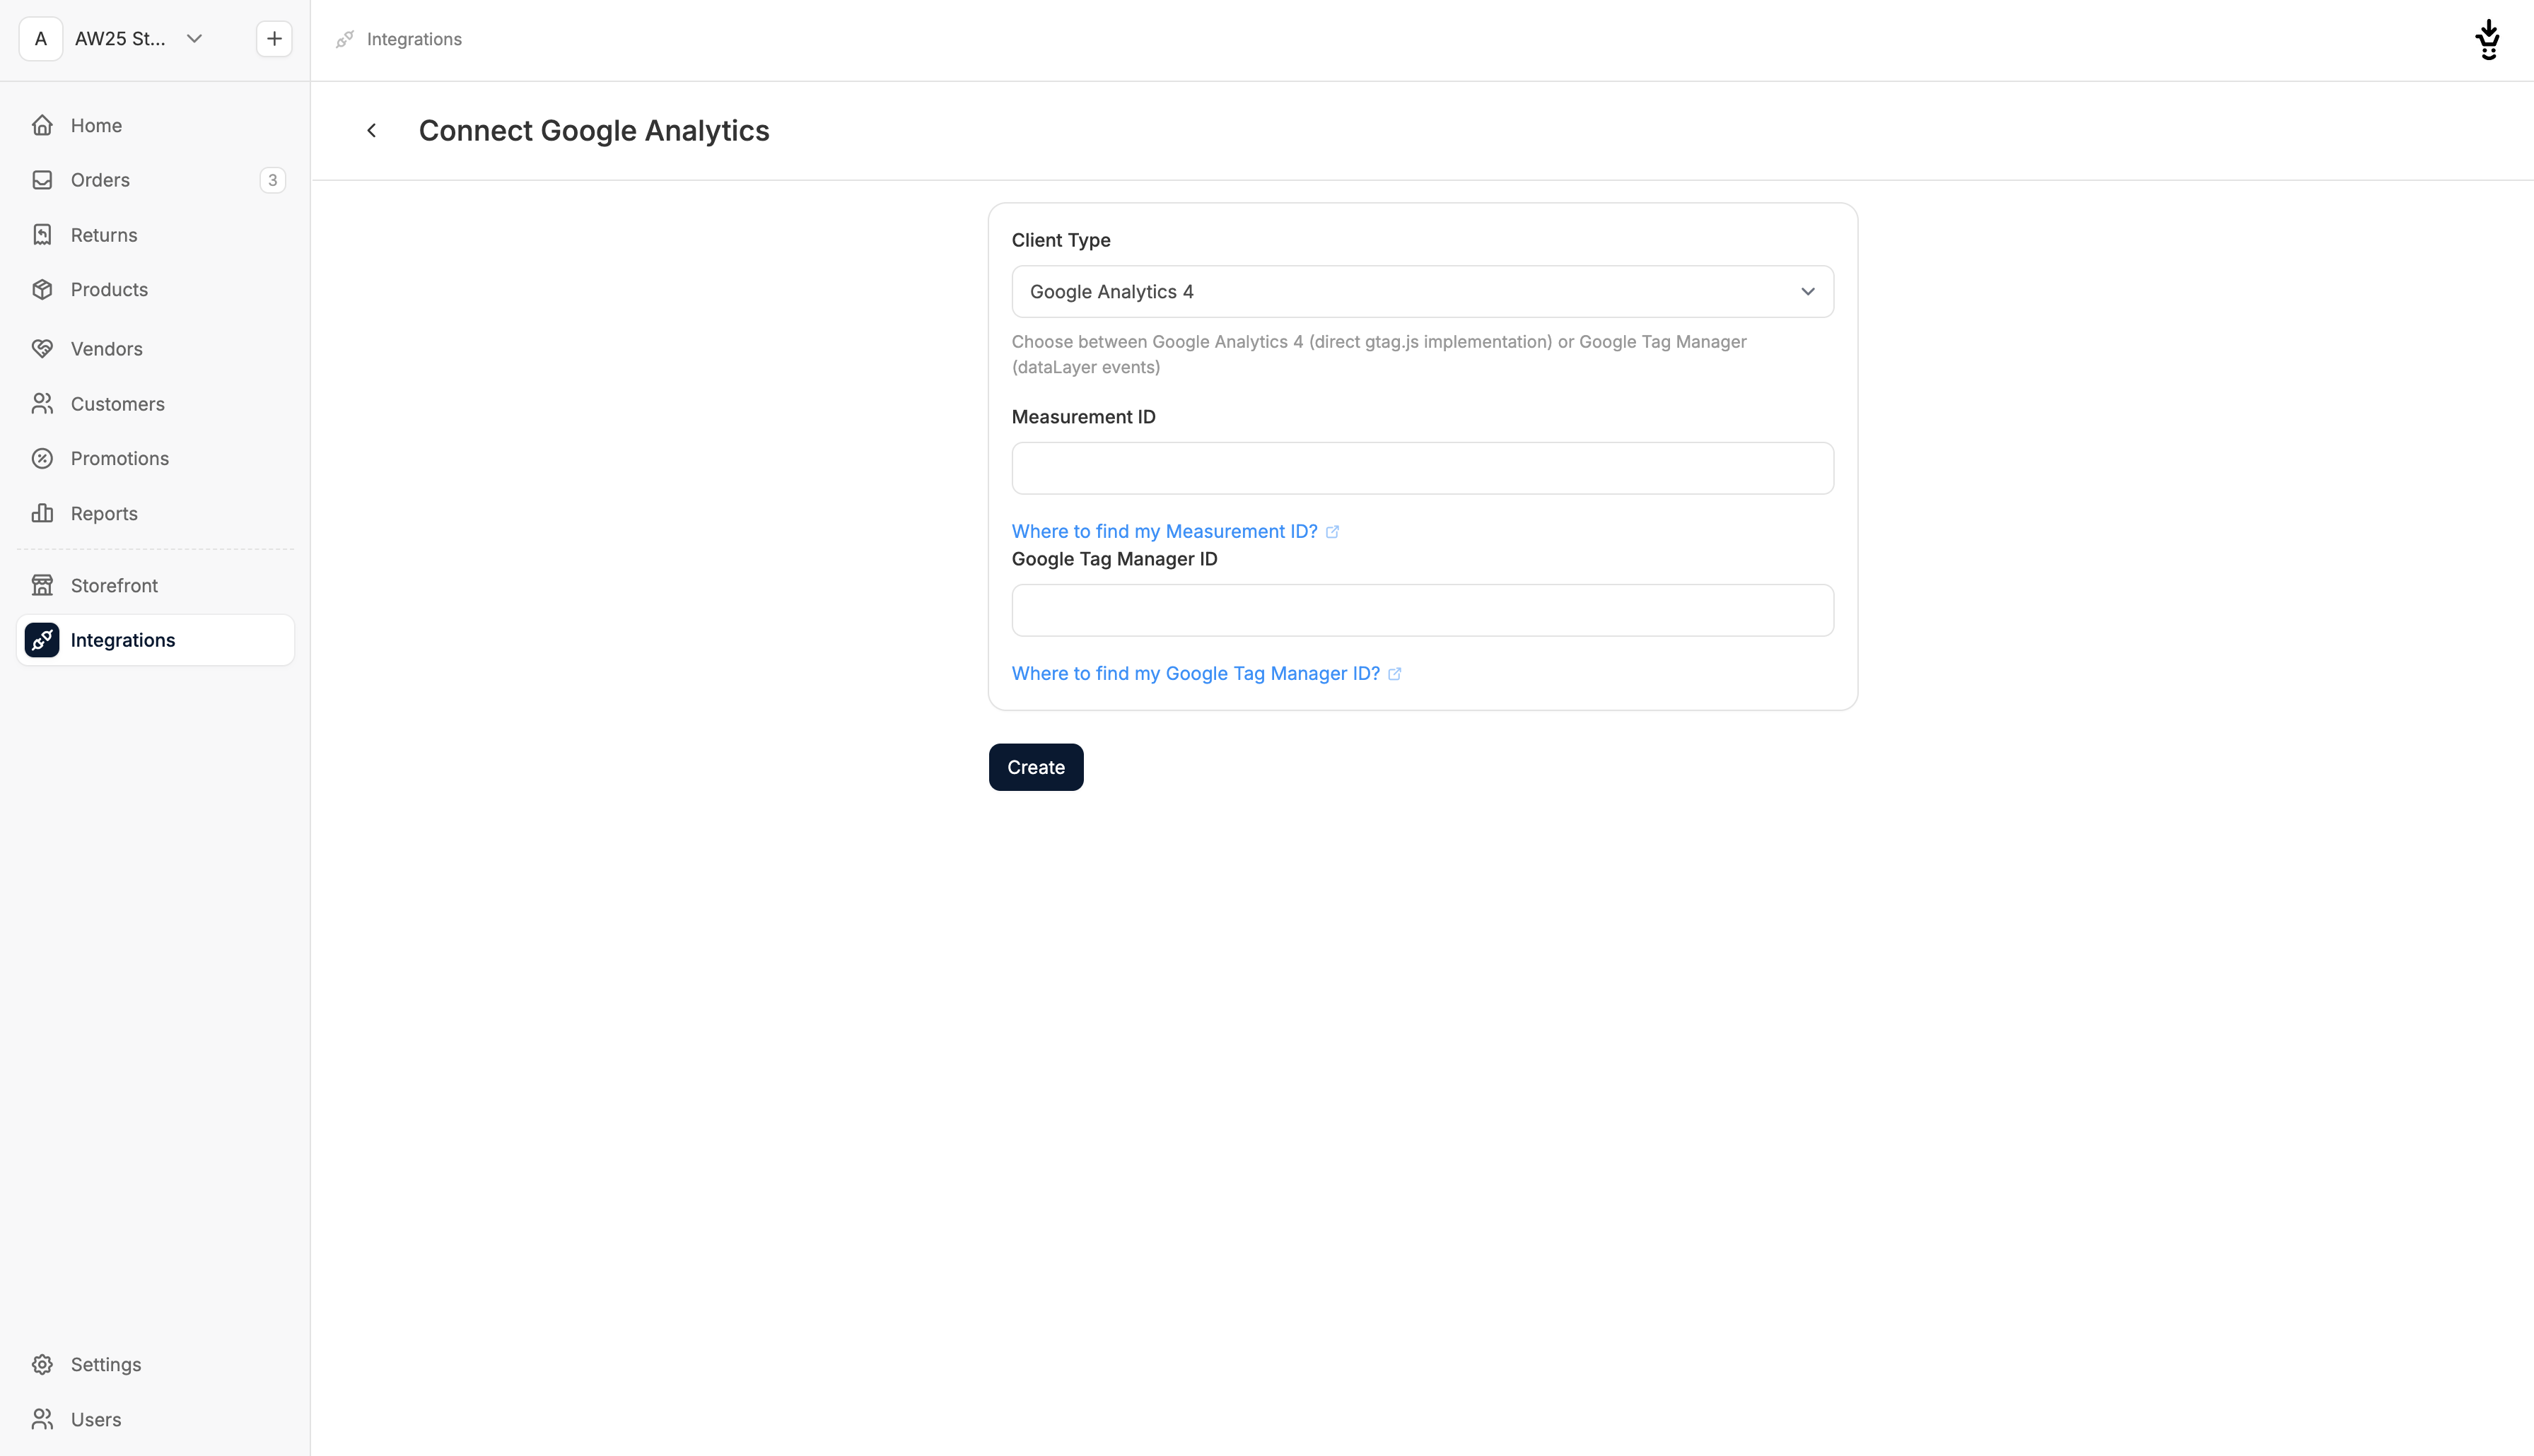 A
AW25 St...
Integrations
Home
Orders
3
Returns
Products
Vendors
Customers
Promotions
Reports
Storefront
Integrations
Settings
Users
Connect Google Analytics
Client Type
Google Analytics 4
Choose between Google Analytics 4 (direct gtag.js implementation) or Google Tag Manager
(dataLayer events)
Measurement ID
Where to find my Measurement ID?
Google Tag Manager ID
Where to find my Google Tag Manager ID?
Create